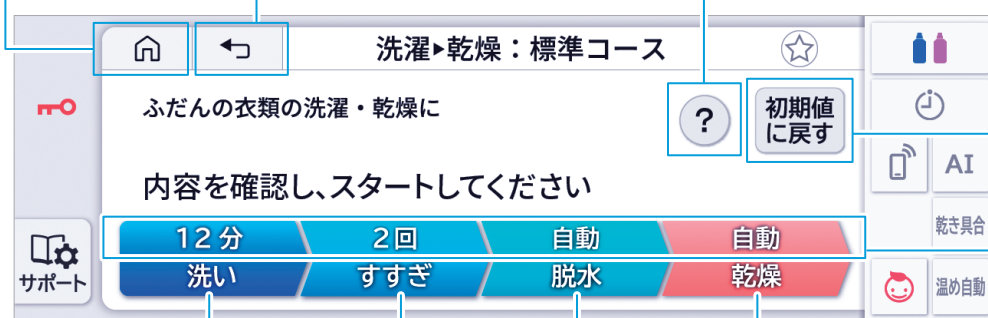 洗濯▸乾燥：標準コース
ふだんの衣類の洗濯・乾燥に
?
初期値
に戻す
AI
内容を確認し、スタートしてください
乾き具合
12分
2回
自動
自動
サポート
洗い
すすぎ
脱水
乾燥
温め自動